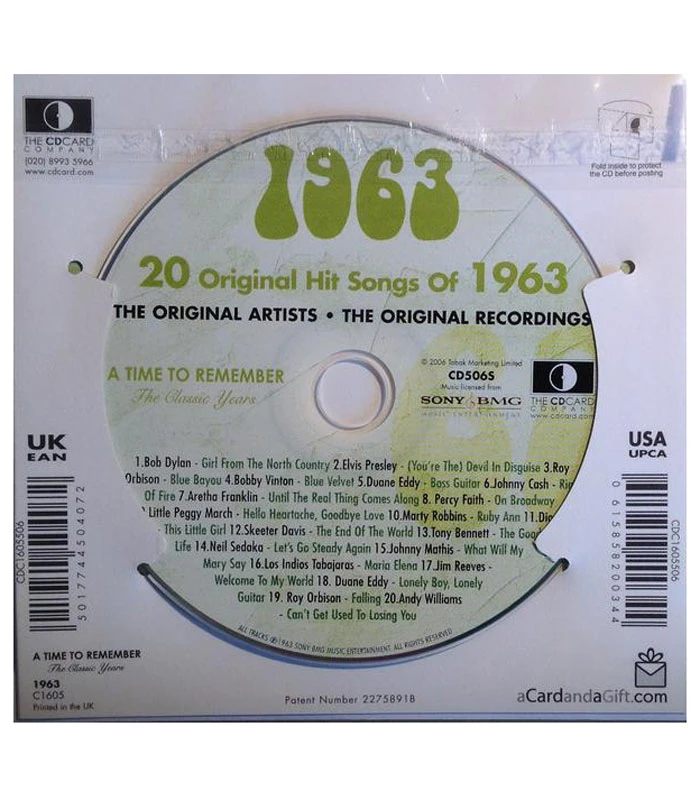 THE CDCARD
COMPANY
(020) 8993 5966
www.cdcard.com
Fold inside to protect
the CD before posting
1963
20 Original Hit Songs Of 1963
THE ORIGINAL ARTISTS • THE ORIGINAL RECORDINGS
A TIME TO REMEMBER
The Classic Years
© 2006 Tabak Marketing Limited
CD506S
Music licensed from
SONY BMG
MUSIC ENTERTAINMENT
THE CDCARD
COMPANY
www.cdcard.com
UK
EAN
USA
UPCA
1.Bob Dylan - Girl From The North Country 2.Elvis Presley - (You're The) Devil In Disguise 3.Roy
Orbison - Blue Bayou 4.Bobby Vinton - Blue Velvet 5.Duane Eddy - Boss Guitar 6.Johnny Cash - Rin
Of Fire 7.Aretha Franklin - Until The Real Thing Comes Along 8. Percy Faith - On Broadway
Little Peggy March - Hello Heartache, Goodbye Love 10.Marty Robbins - Ruby Ann 11.Dio
- This Little Girl 12.Skeeter Davis - The End Of The World 13.Tony Bennett - The Good
Life 14.Neil Sedaka - Let's Go Steady Again 15.Johnny Mathis - What Will My
Mary Say 16.Los Indios Tabajaras - Maria Elena 17.Jim Reeves -
Welcome To My World 18. Duane Eddy - Lonely Boy, Lonely
Guitar 19. Roy Orbison - Falling 20.Andy Williams
- Can't Get Used To Losing You
ALL TRACKS ℗ 1963 SONY BMG MUSIC ENTERTAINMENT. ALL RIGHTS RESERVED
CDC1605506
5017744504072
0 61585820034 4
CDC1605506
A TIME TO REMEMBER
The Classic Years
1963
C1605
Printed in the UK
Patent Number 22758918
aCardandaGift.com